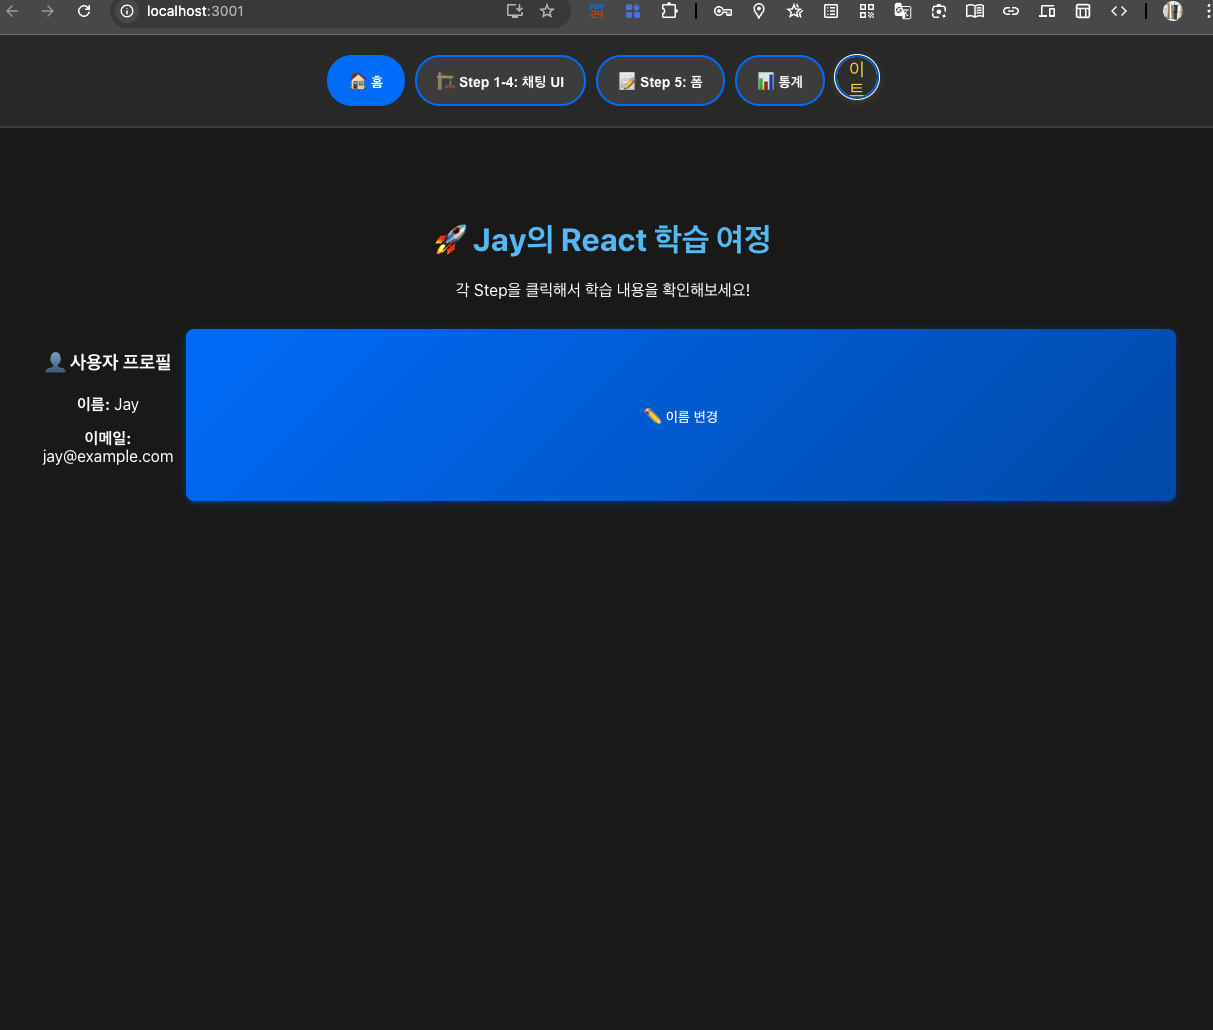 localhost:3001
PDF
24
🏠 홈
🏗️ Step 1-4: 채팅 UI
📝 Step 5: 폼
📊 통계
이
트
🚀 Jay의 React 학습 여정
각 Step을 클릭해서 학습 내용을 확인해보세요!
👤 사용자 프로필
이름: Jay
이메일:
jay@example.com
✏️ 이름 변경